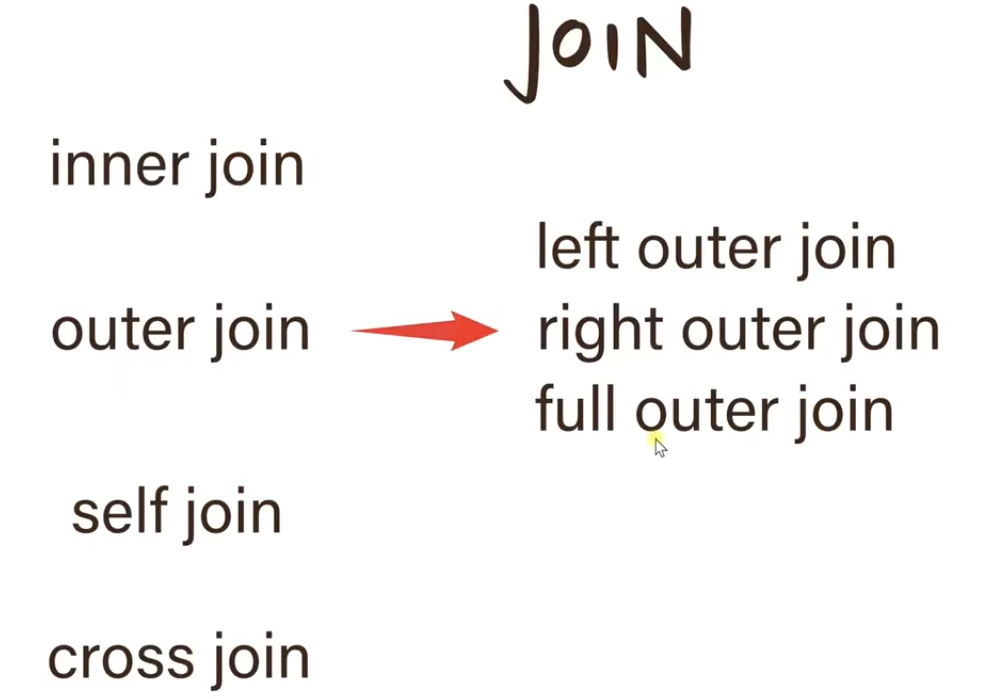 JOIN
inner join
left outer join
outer join
right outer join
full outer join
self join
cross join